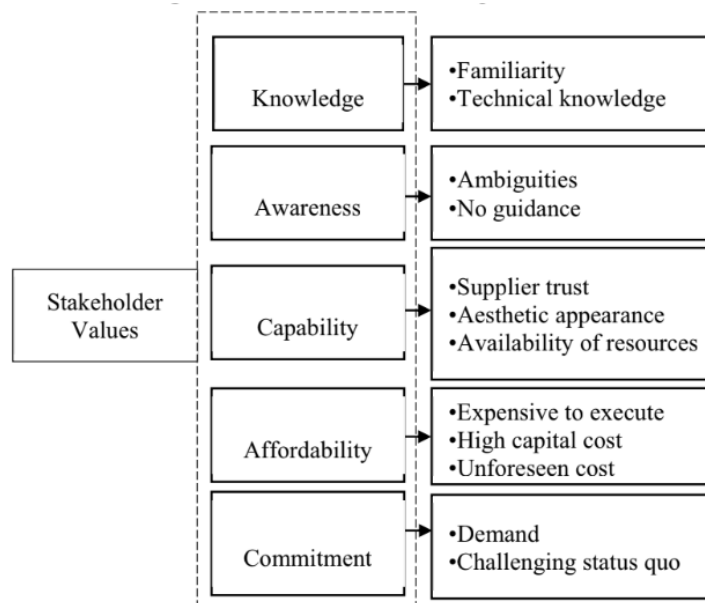 Knowledge
•Familiarity
•Technical knowledge
Awareness
•Ambiguities
•No guidance
Stakeholder
Values
Capability
•Supplier trust
•Aesthetic appearance
•Availability of resources
Affordability
•Expensive to execute
•High capital cost
•Unforeseen cost
Commitment
•Demand
•Challenging status quo